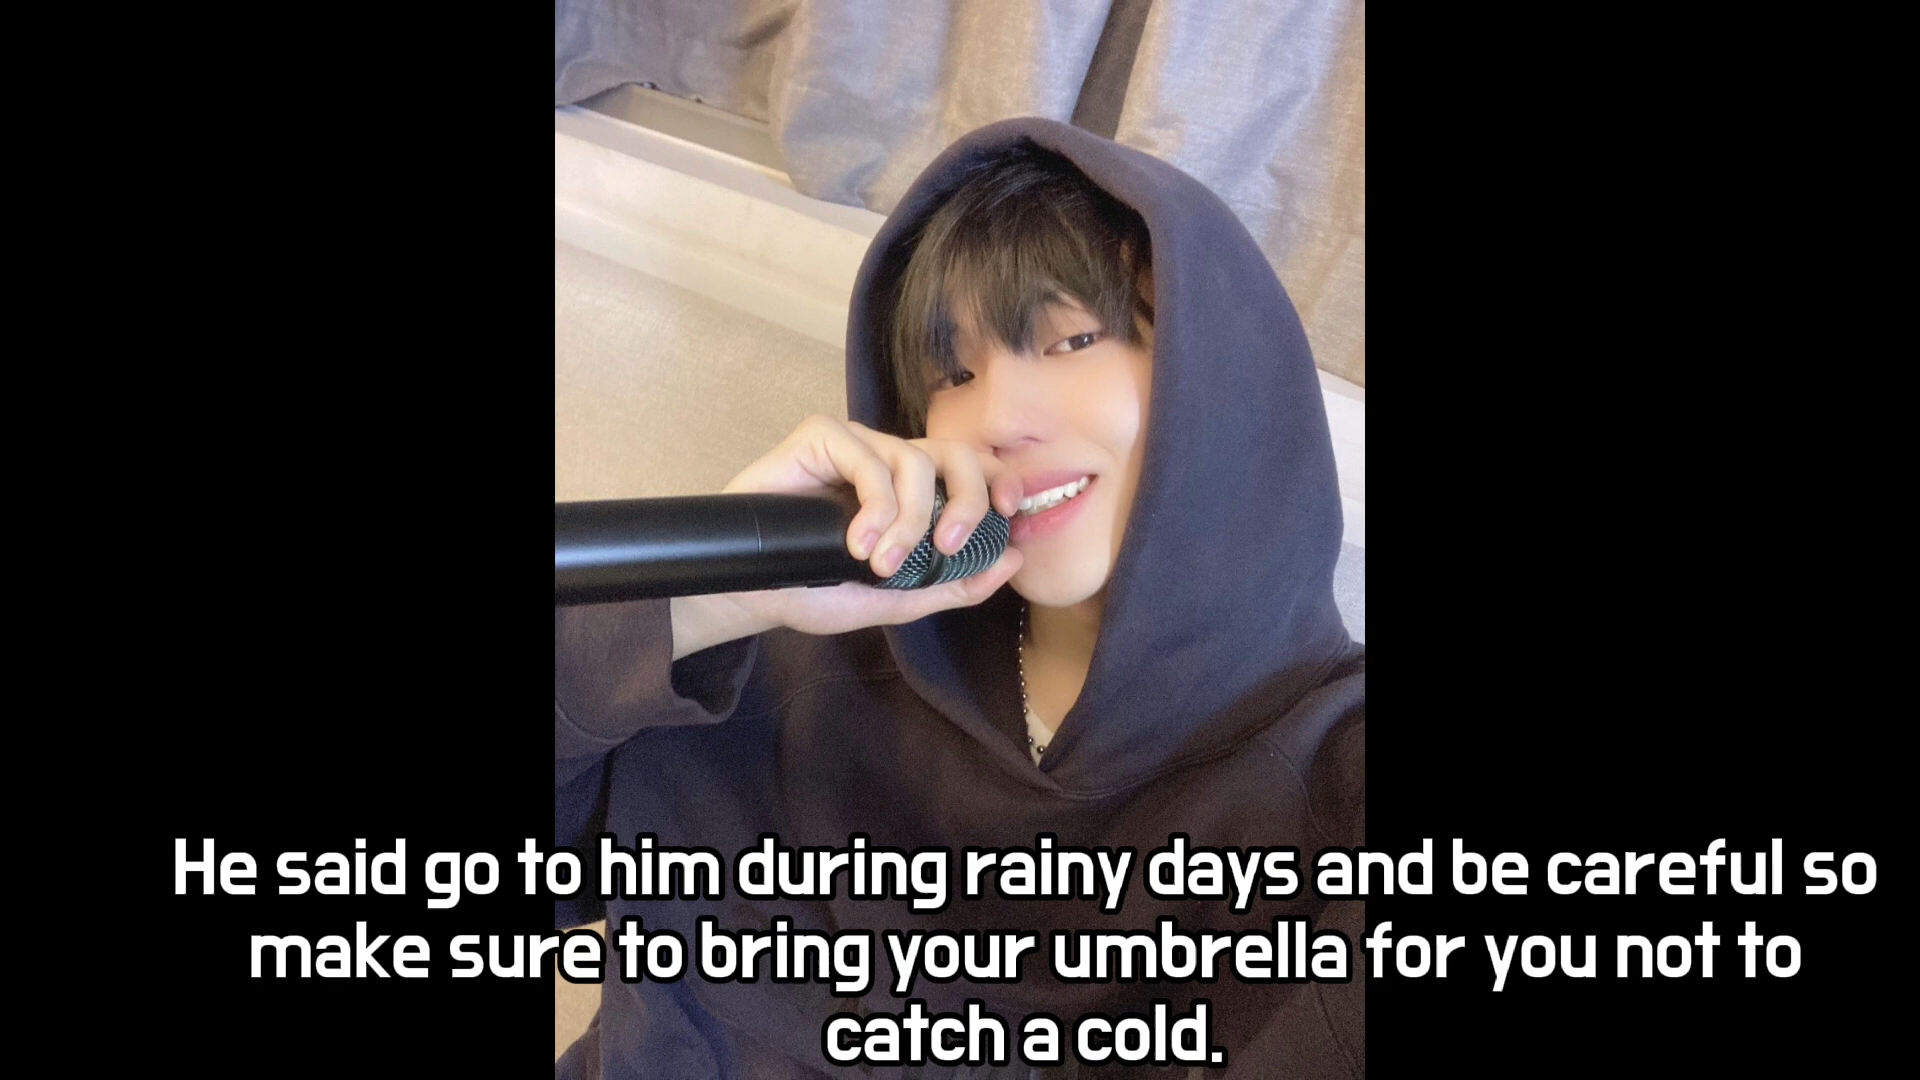 He said go to him during rainy days and be careful so
make sure to bring your umbrella for you not to
catch a cold.